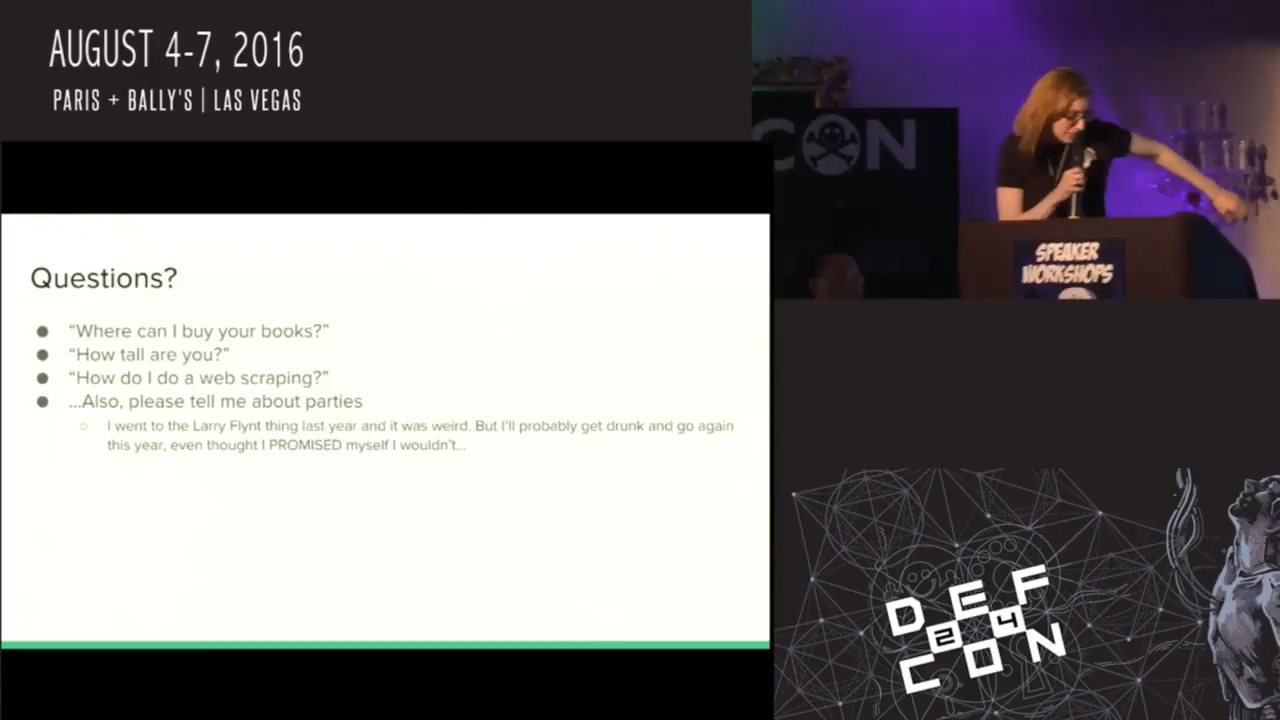 AUGUST 4-7, 2016
PARIS + BALLY'S | LAS VEGAS
CON
SPEAKER
WORKSHOPS
Questions?
● “Where can I buy your books?”
● “How tall are you?”
● “How do I do a web scraping?”
● ...Also, please tell me about parties
○ I went to the Larry Flynt thing last year and it was weird. But I'll probably get drunk and go again
this year, even thought I PROMISED myself I wouldn't...
DEF
24
CON